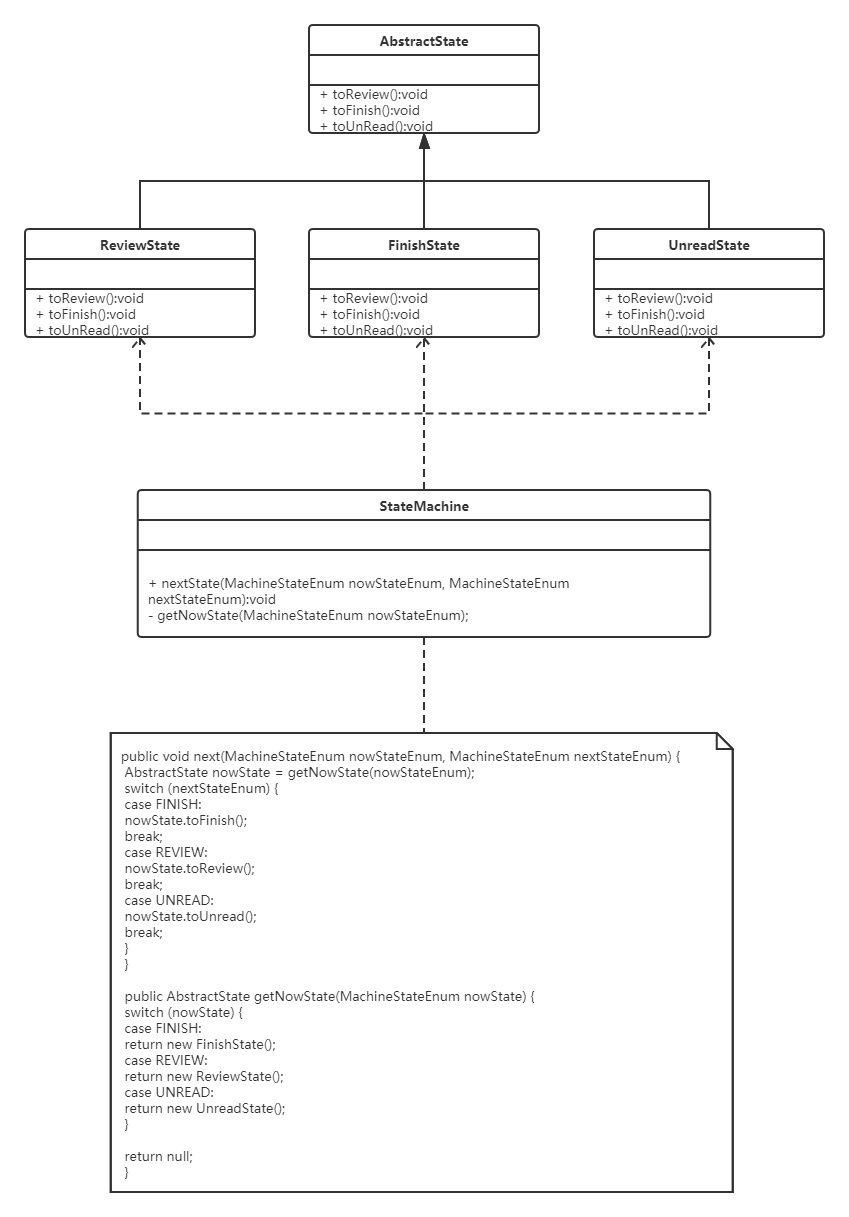 AbstractState
+ toReview():void
+ toFinish():void
+ toUnRead():void
ReviewState
+ toReview():void
+ toFinish():void
+ toUnRead():void
FinishState
+ toReview():void
+ toFinish():void
+ toUnRead():void
UnreadState
+ toReview():void
+ toFinish():void
+ toUnRead():void
StateMachine
+ nextState(MachineStateEnum nowStateEnum, MachineStateEnum
nextStateEnum):void
- getNowState(MachineStateEnum nowStateEnum);
public void next(MachineStateEnum nowStateEnum, MachineStateEnum nextStateEnum) {
AbstractState nowState = getNowState(nowStateEnum);
switch (nextStateEnum) {
case FINISH:
nowState.toFinish();
break;
case REVIEW:
nowState.toReview();
break;
case UNREAD:
nowState.toUnread();
break;
}
}
public AbstractState getNowState(MachineStateEnum nowState) {
switch (nowState) {
case FINISH:
return new FinishState();
case REVIEW:
return new ReviewState();
case UNREAD:
return new UnreadState();
}
return null;
}